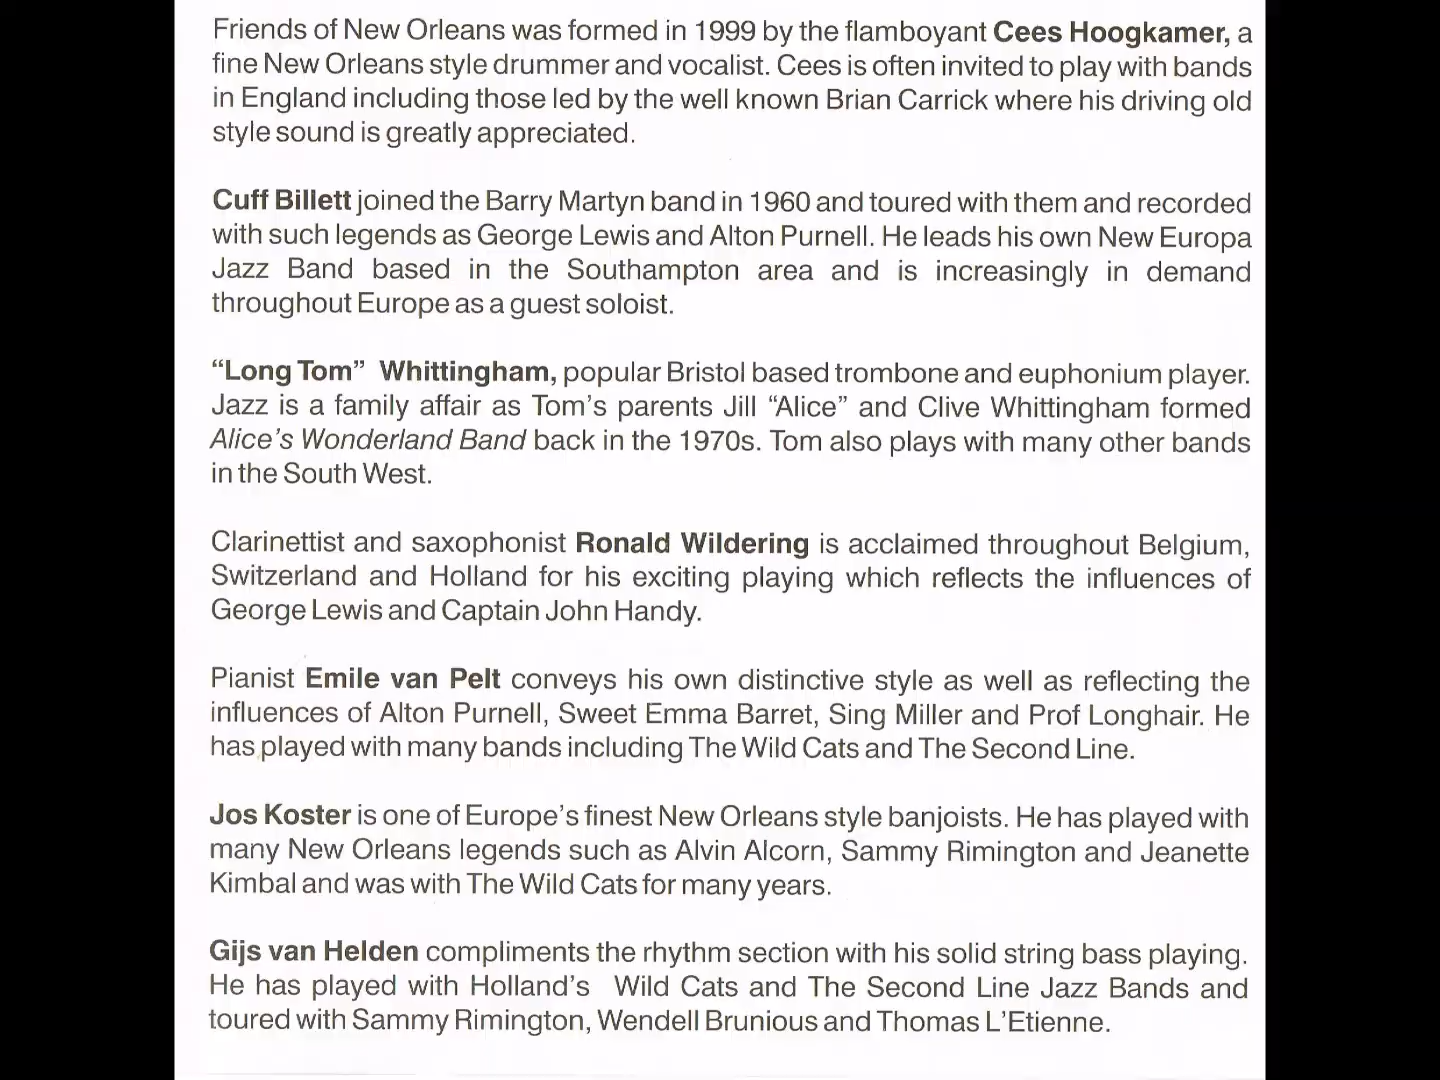 Friends of New Orleans was formed in 1999 by the flamboyant Cees Hoogkamer, a
fine New Orleans style drummer and vocalist. Cees is often invited to play with bands
in England including those led by the well known Brian Carrick where his driving old
style sound is greatly appreciated.
Cuff Billett joined the Barry Martyn band in 1960 and toured with them and recorded
with such legends as George Lewis and Alton Purnell. He leads his own New Europa
Jazz Band based in the Southampton area and is increasingly in demand
throughout Europe as a guest soloist.
“Long Tom” Whittingham, popular Bristol based trombone and euphonium player.
Jazz is a family affair as Tom’s parents Jill “Alice” and Clive Whittingham formed
Alice’s Wonderland Band back in the 1970s. Tom also plays with many other bands
in the South West.
Clarinettist and saxophonist Ronald Wildering is acclaimed throughout Belgium,
Switzerland and Holland for his exciting playing which reflects the influences of
George Lewis and Captain John Handy.
Pianist Emile van Pelt conveys his own distinctive style as well as reflecting the
influences of Alton Purnell, Sweet Emma Barret, Sing Miller and Prof Longhair. He
has played with many bands including The Wild Cats and The Second Line.
Jos Koster is one of Europe’s finest New Orleans style banjoists. He has played with
many New Orleans legends such as Alvin Alcorn, Sammy Rimington and Jeanette
Kimbal and was with The Wild Cats for many years.
Gijs van Helden compliments the rhythm section with his solid string bass playing.
He has played with Holland’s Wild Cats and The Second Line Jazz Bands and
toured with Sammy Rimington, Wendell Brunious and Thomas L’Etienne.